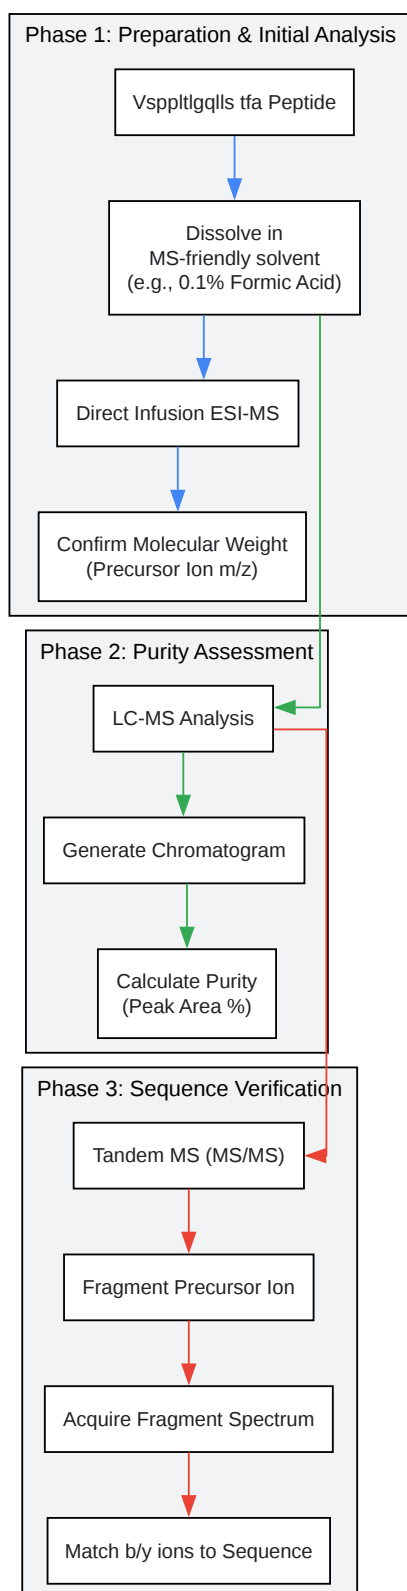 Phase 1: Preparation & Initial Analysis
Vsppltlgqlls tfa Peptide
Dissolve in
MS-friendly solvent
(e.g., 0.1% Formic Acid)
Direct Infusion ESI-MS
Confirm Molecular Weight
(Precursor Ion m/z)
Phase 2: Purity Assessment
LC-MS Analysis
Generate Chromatogram
Calculate Purity
(Peak Area %)
Phase 3: Sequence Verification
Tandem MS (MS/MS)
Fragment Precursor Ion
Acquire Fragment Spectrum
Match b/y ions to Sequence